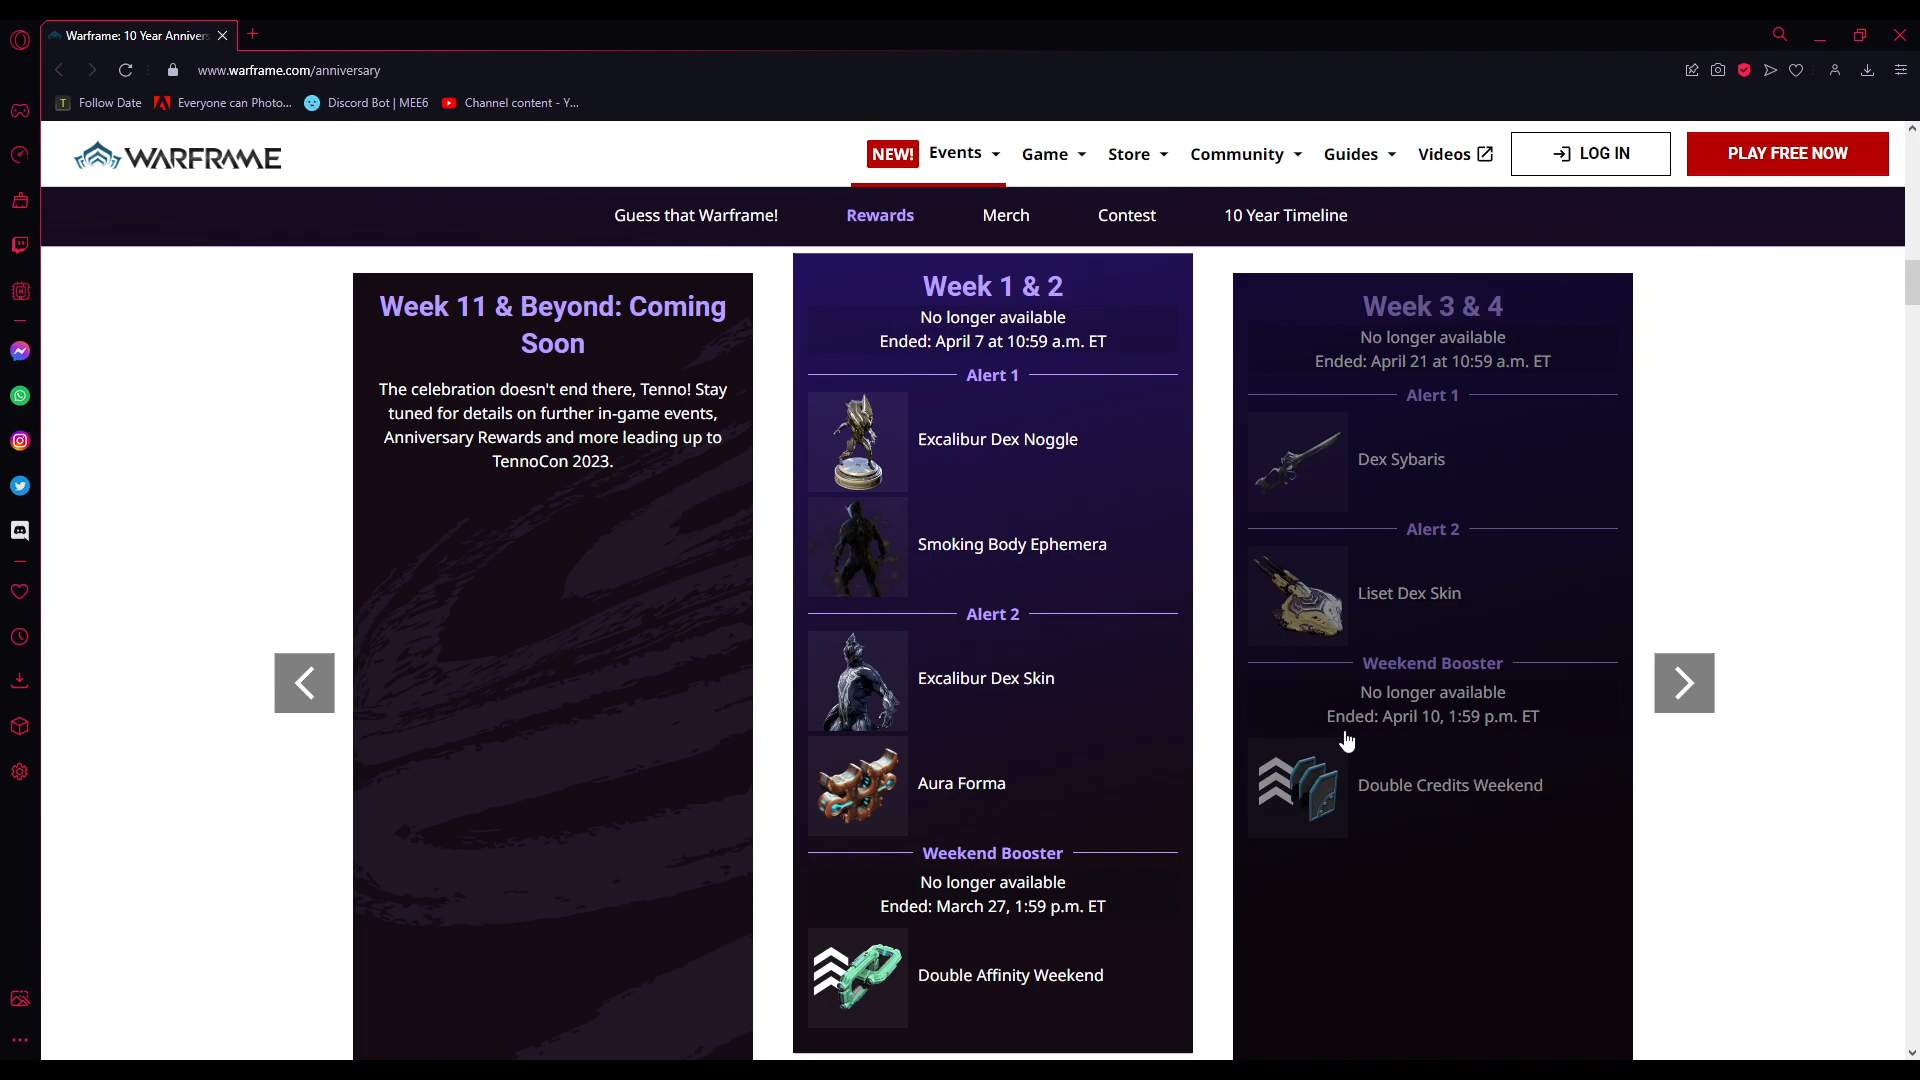 Warframe: 10 Year Annivers
www.warframe.com/anniversary
T Follow Date Everyone can Photo... Discord Bot | MEE6 Channel content - Y...
WARFRAME
NEW! Events Game Store Community Guides Videos LOG IN PLAY FREE NOW
Guess that Warframe! Rewards Merch Contest 10 Year Timeline
Week 11 & Beyond: Coming
Soon
The celebration doesn't end there, Tenno! Stay
tuned for details on further in-game events,
Anniversary Rewards and more leading up to
TennoCon 2023.
Week 1 & 2
No longer available
Ended: April 7 at 10:59 a.m. ET
Alert 1
Excalibur Dex Noggle
Smoking Body Ephemera
Alert 2
Excalibur Dex Skin
Aura Forma
Weekend Booster
No longer available
Ended: March 27, 1:59 p.m. ET
Double Affinity Weekend
Week 3 & 4
No longer available
Ended: April 21 at 10:59 a.m. ET
Alert 1
Dex Sybaris
Alert 2
Liset Dex Skin
Weekend Booster
No longer available
Ended: April 10, 1:59 p.m. ET
Double Credits Weekend